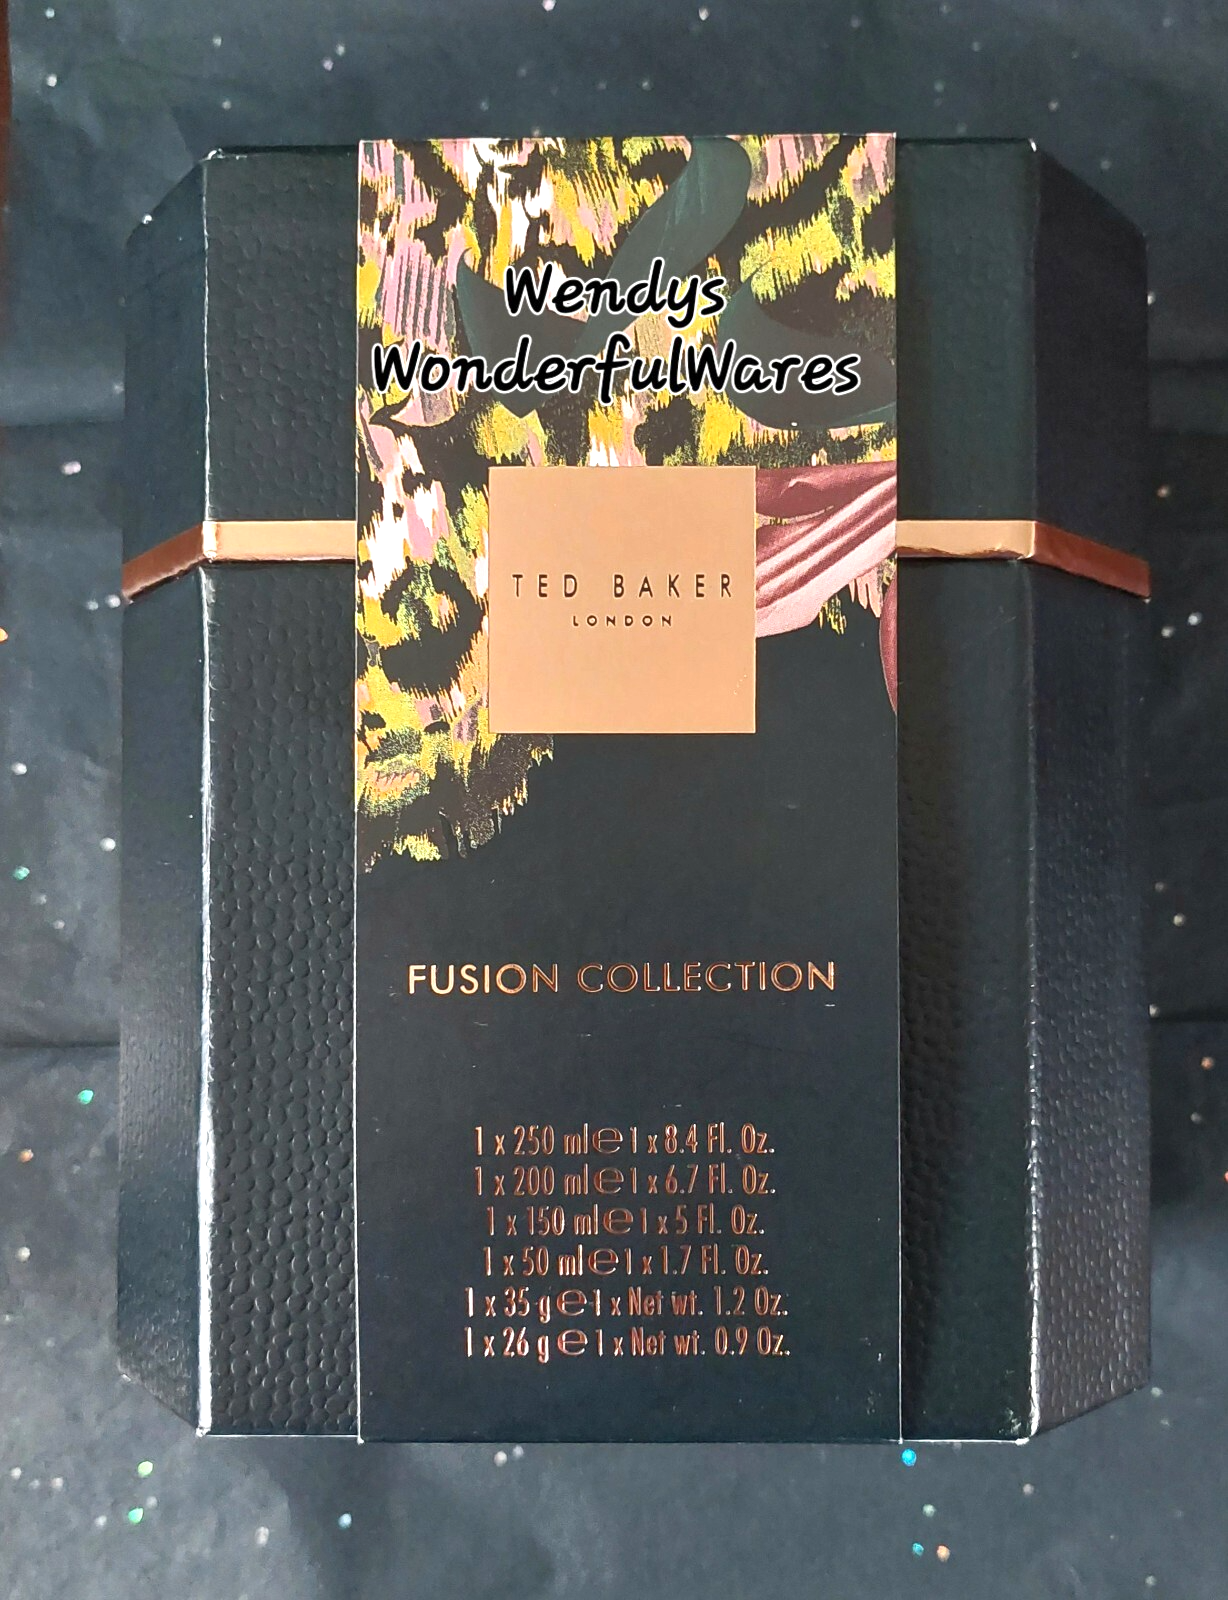 Wendys
WonderfulWares
TED BAKER
LONDON
FUSION COLLECTION
1 x 250 ml ℮ 1 x 8.4 Fl. Oz.
1 x 200 ml ℮ 1 x 6.7 Fl. Oz.
1 x 150 ml ℮ 1 x 5 Fl. Oz.
1 x 50 ml ℮ 1 x 1.7 Fl. Oz.
1 x 35 g ℮ 1 x Net wt. 1.2 Oz.
1 x 26 g ℮ 1 x Net wt. 0.9 Oz.